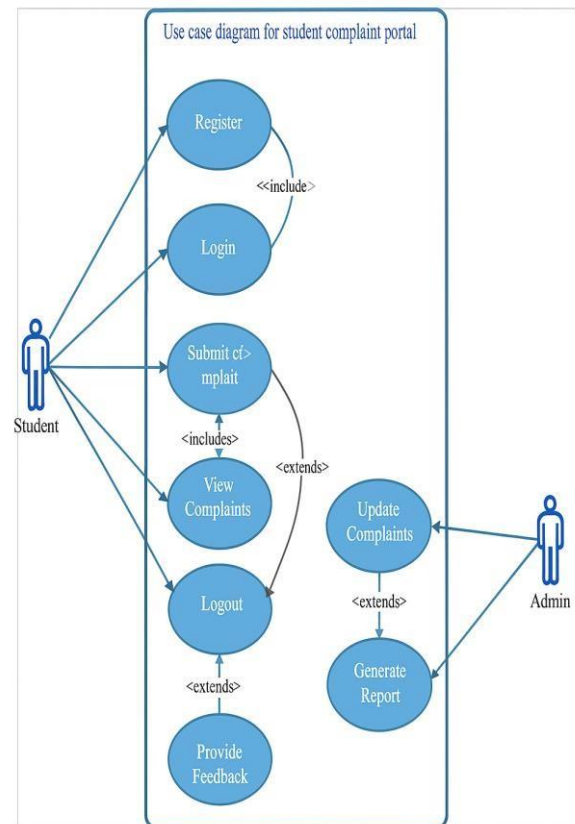 Use case diagram for student complaint portal
Register
<<include>
Login
Submit cť>
mplait
<includes>
<extends>
View
Complaints
Student
Update
Complaints
Logout
<extends>
Admin
<extends>
Generate
Report
Provide
Feedback